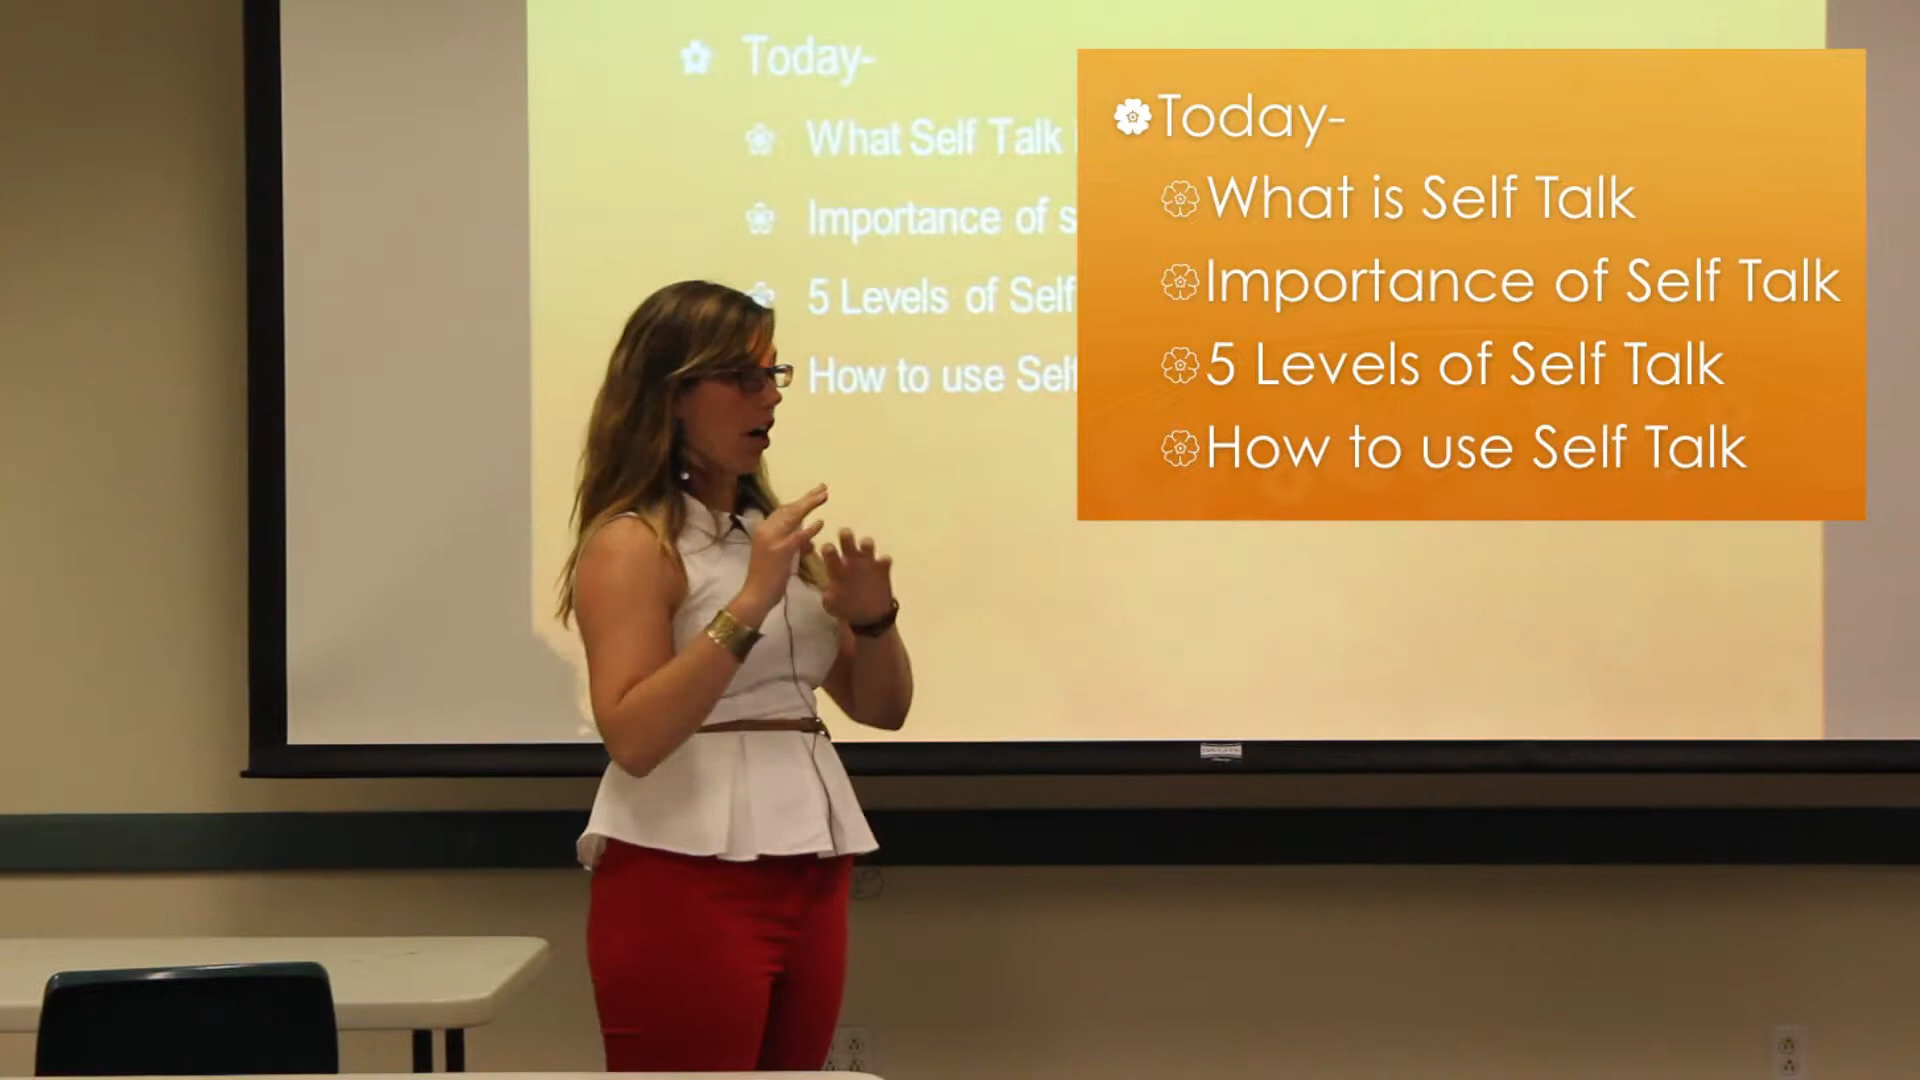 Today-
What Self Talk
Importance of s
5 Levels of Self
How to use Self
Today-
What is Self Talk
Importance of Self Talk
5 Levels of Self Talk
How to use Self Talk